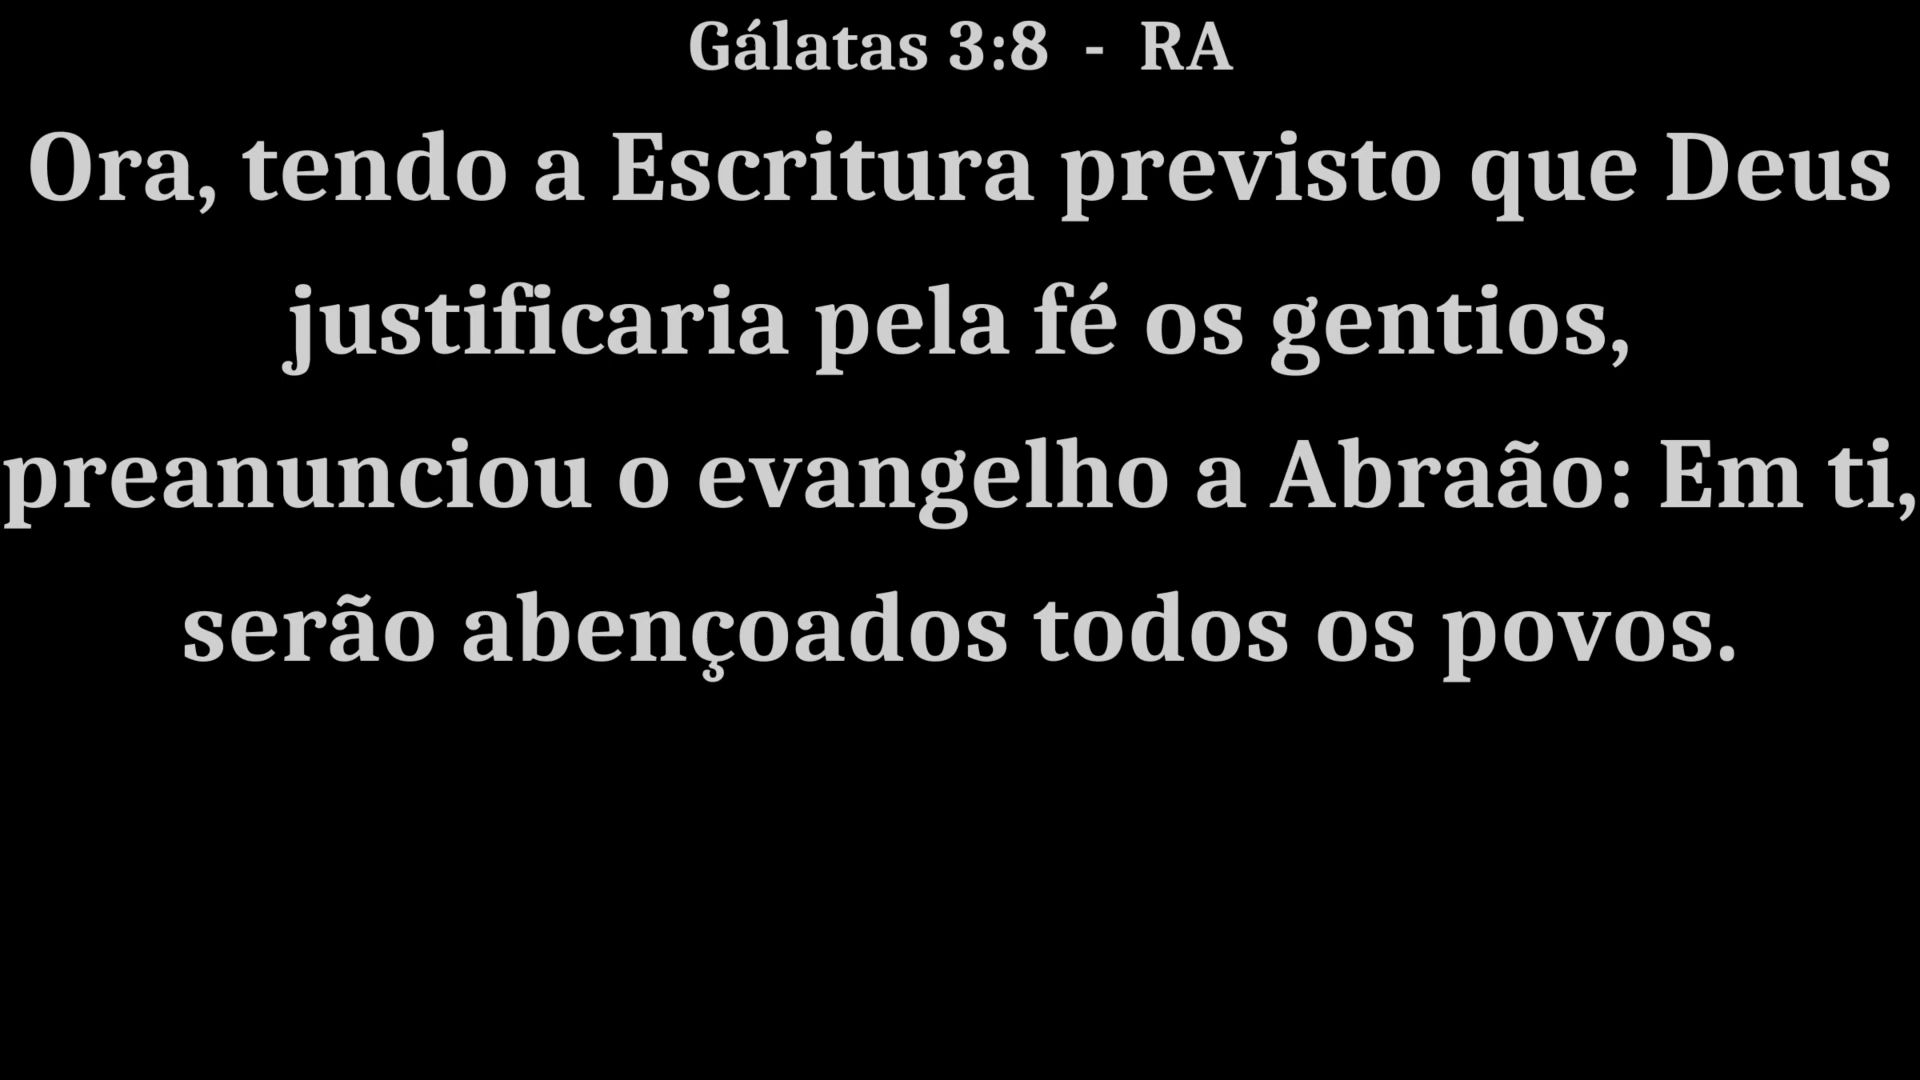 Gálatas 3:8 - RA
Ora, tendo a Escritura previsto que Deus
justificaria pela fé os gentios,
preanunciou o evangelho a Abraão: Em ti,
serão abençoados todos os povos.